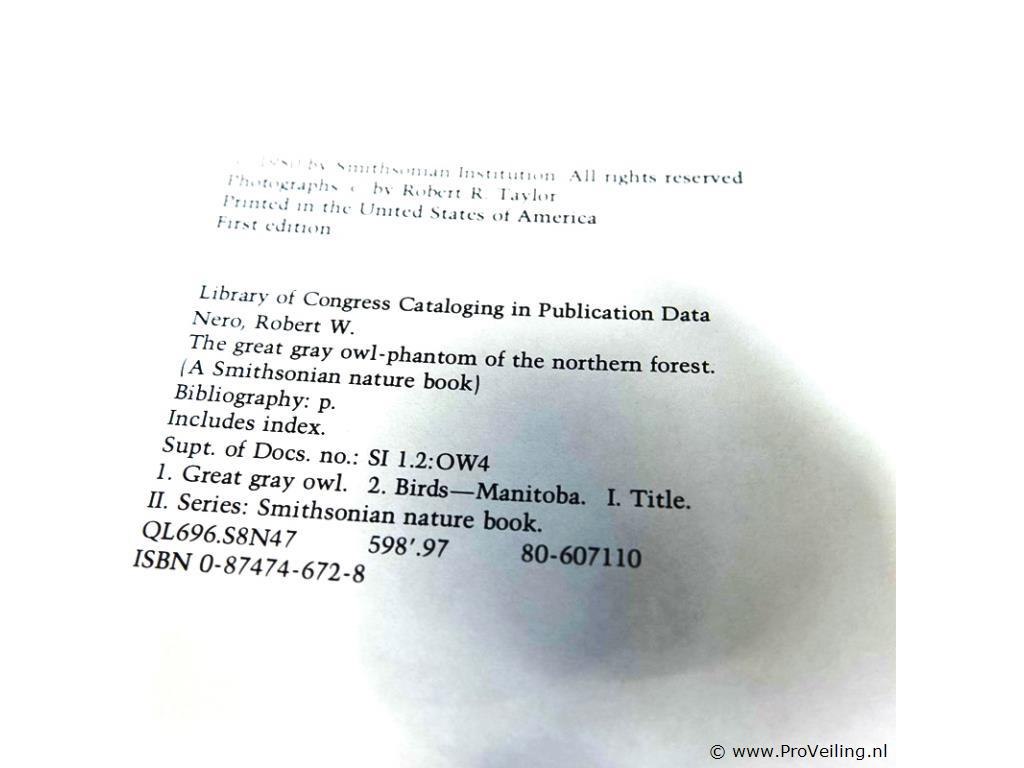 by Smithsonian Institution All rights reserved
Photographs c by Robert R. Taylor
Printed in the United States of America
First edition
Library of Congress Cataloging in Publication Data
Nero, Robert W.
The great gray owl-phantom of the northern forest.
(A Smithsonian nature book)
Bibliography: p.
Includes index.
Supt. of Docs. no.: SI 1.2:OW4
1. Great gray owl. 2. Birds—Manitoba. I. Title.
II. Series: Smithsonian nature book.
QL696.S8N47 598'.97 80-607110
ISBN 0-87474-672-8
© www.ProVeiling.nl